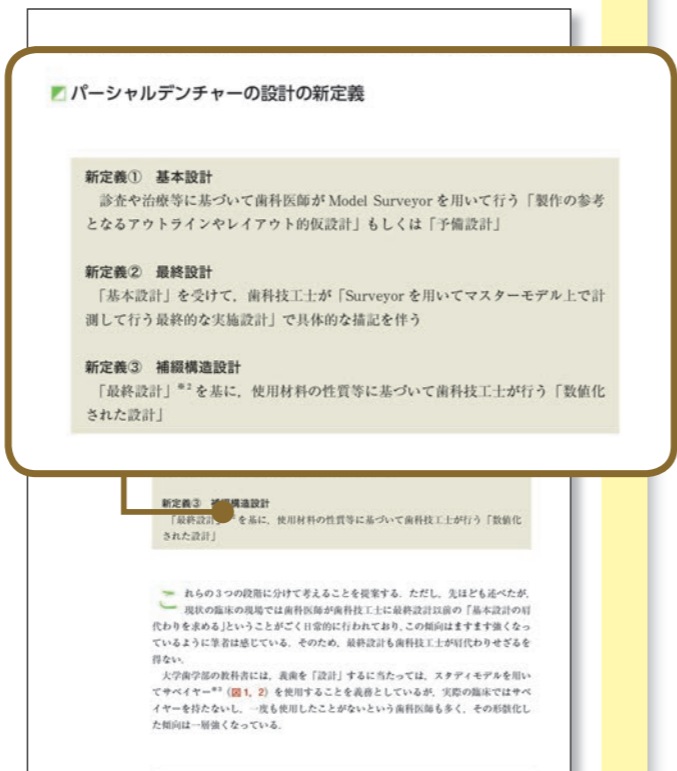 パーシャルデンチャーの設計の新定義
新定義① 基本設計
診査や治療等に基づいて歯科医師が Model Surveyor を用いて行う「製作の参考
となるアウトラインやレイアウト的仮設計」もしくは「予備設計」
新定義② 最終設計
「基本設計」を受けて，歯科技工士が「Surveyor を用いてマスターモデル上で計
測して行う最終的な実施設計」で具体的な描記を伴う
新定義③ 補綴構造設計
「最終設計」※2 を基に，使用材料の性質等に基づいて歯科技工士が行う「数値化
された設計」
新定義③ 補綴構造設計
「最終設計」を基に，使用材料の性質等に基づいて歯科技工士が行う「数値化
された設計」
これらの3つの段階に分けて考えることを提案する．ただし，先ほども述べたが，
現状の臨床の現場では歯科医師が歯科技工士に最終設計以前の「基本設計の肩
代わりを求める」ということがごく日常的に行われており，この傾向はますます強くなっ
ているように筆者は感じている．そのため，最終設計も歯科技工士が肩代わりせざるを
得ない．
大学歯学部の教科書には，義歯を「設計」するに当たっては，スタディモデルを用い
てサベイヤー※3（図1，2）を使用することを義務としているが，実際の臨床ではサベ
イヤーを持たないし，一度も使用したことがないという歯科医師も多く，その形骸化し
た傾向は一層強くなっている．